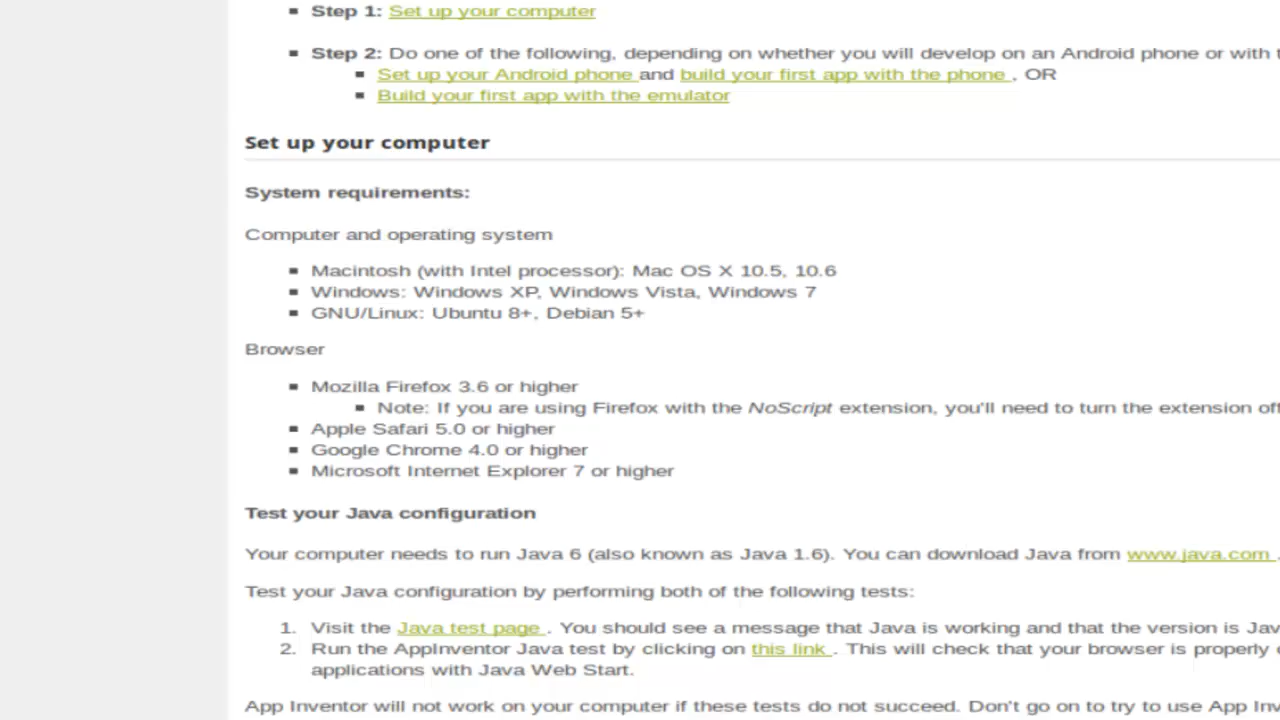 Step 1: Set up your computer
Step 2: Do one of the following, depending on whether you will develop on an Android phone or with
Set up your Android phone and build your first app with the phone , OR
Build your first app with the emulator
Set up your computer
System requirements:
Computer and operating system
Macintosh (with Intel processor): Mac OS X 10.5, 10.6
Windows: Windows XP, Windows Vista, Windows 7
GNU/Linux: Ubuntu 8+, Debian 5+
Browser
Mozilla Firefox 3.6 or higher
Note: If you are using Firefox with the NoScript extension, you'll need to turn the extension off
Apple Safari 5.0 or higher
Google Chrome 4.0 or higher
Microsoft Internet Explorer 7 or higher
Test your Java configuration
Your computer needs to run Java 6 (also known as Java 1.6). You can download Java from www.java.com .
Test your Java configuration by performing both of the following tests:
1. Visit the Java test page . You should see a message that Java is working and that the version is Jav
2. Run the AppInventor Java test by clicking on this link . This will check that your browser is properly
applications with Java Web Start.
App Inventor will not work on your computer if these tests do not succeed. Don't go on to try to use App Inv